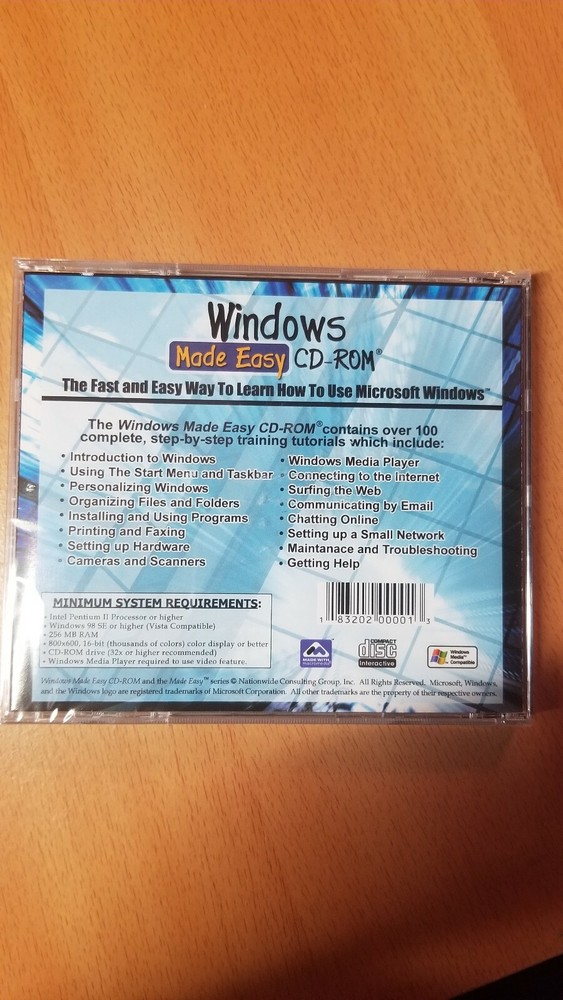 Windows
Made Easy CD-ROM®
The Fast and Easy Way To Learn How To Use Microsoft Windows™
The Windows Made Easy CD-ROM® contains over 100
complete, step-by-step training tutorials which include:
• Introduction to Windows
• Using The Start Menu and Taskbar
• Personalizing Windows
• Organizing Files and Folders
• Installing and Using Programs
• Printing and Faxing
• Setting up Hardware
• Cameras and Scanners
• Windows Media Player
• Connecting to the Internet
• Surfing the Web
• Communicating by Email
• Chatting Online
• Setting up a Small Network
• Maintanace and Troubleshooting
• Getting Help
MINIMUM SYSTEM REQUIREMENTS:
• Intel Pentium II Processor or higher
• Windows 98 SE or higher (Vista Compatible)
• 256 MB RAM
• 800x600, 16-bit (thousands of colors) color display or better
• CD-ROM drive (32x or higher recommended)
• Windows Media Player required to use video feature.
1 83202 00001 3
MADE WITH
macromedia
COMPACT
disc
Interactive
Windows
Media™
Compatible
Windows Made Easy CD-ROM and the Made Easy™ series © Nationwide Consulting Group, Inc. All Rights Reserved. Microsoft, Windows,
and the Windows logo are registered trademarks of Microsoft Corporation. All other trademarks are the property of their respective owners.